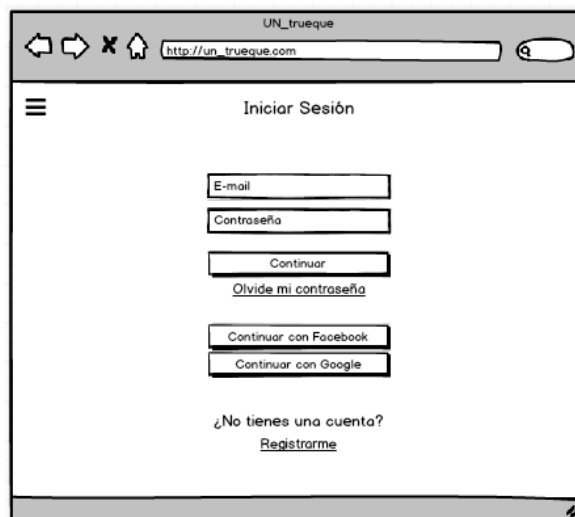 UN_trueque
http://un_trueque.com
Iniciar Sesión
E-mail
Contraseña
Continuar
Olvide mi contraseña
Continuar con Facebook
Continuar con Google
¿No tienes una cuenta?
Registrarme